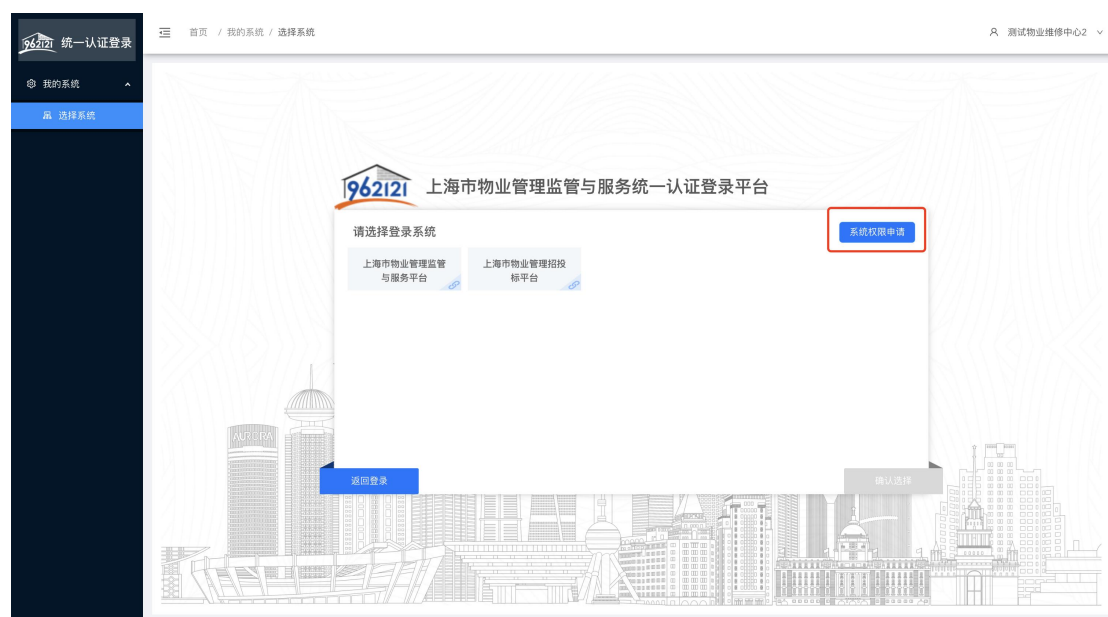 962121 统一认证登录
首页 / 我的系统 / 选择系统
测试物业维修中心2
我的系统
选择系统
962121 上海市物业管理监管与服务统一认证登录平台
请选择登录系统
系统权限申请
上海市物业管理监管
与服务平台
上海市物业管理招投
标平台
AURORA
返回登录
确认选择